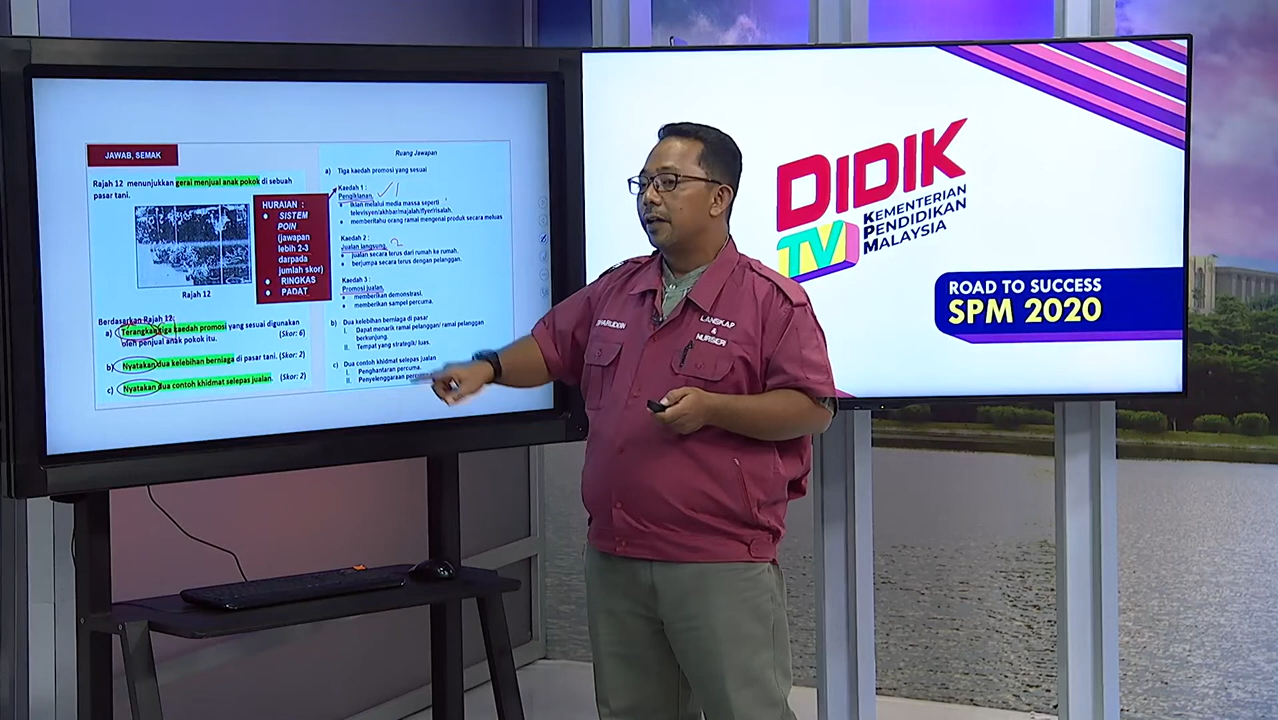 JAWAB, SEMAK
Rajah 12 menunjukkan gerai menjual anak pokok di sebuah
pasar tani.
HURAIAN :
• SISTEM
POIN
(jawapan
lebih 2-3
darpada
jumlah skor)
• RINGKAS
• PADAT
Rajah 12
Berdasarkan Rajah 12:
a) Terangkan tiga kaedah promosi yang sesuai digunakan
oleh penjual anak pokok itu. (Skor: 6)
b) Nyatakan dua kelebihan berniaga di pasar tani. (Skor: 2)
c) Nyatakan dua contoh khidmat selepas jualan. (Skor: 2)
Ruang Jawapan
a) Tiga kaedah promosi yang sesuai
Kaedah 1 :
Pengiklanan.
• iklan melalui media massa seperti
televisyen/akhbar/majalah/flyer/risalah.
• memberitahu orang ramai mengenai produk secara meluas
Kaedah 2 :
Jualan langsung
• jualan secara terus dari rumah ke rumah.
• berjumpa secara terus dengan pelanggan.
Kaedah 3 :
Promosi jualan.
• memberikan demonstrasi.
• memberikan sampel percuma.
b) Dua kelebihan berniaga di pasar
I. Dapat menarik ramai pelanggan/ ramai pelanggan
berkunjung.
II. Tempat yang strategik/ luas.
c) Dua contoh khidmat selepas jualan
I. Penghantaran percuma.
II. Penyelenggaraan percuma
DIDIK
TV
KEMENTERIAN
PENDIDIKAN
MALAYSIA
ROAD TO SUCCESS
SPM 2020
LANSKAP
&
NURSERI